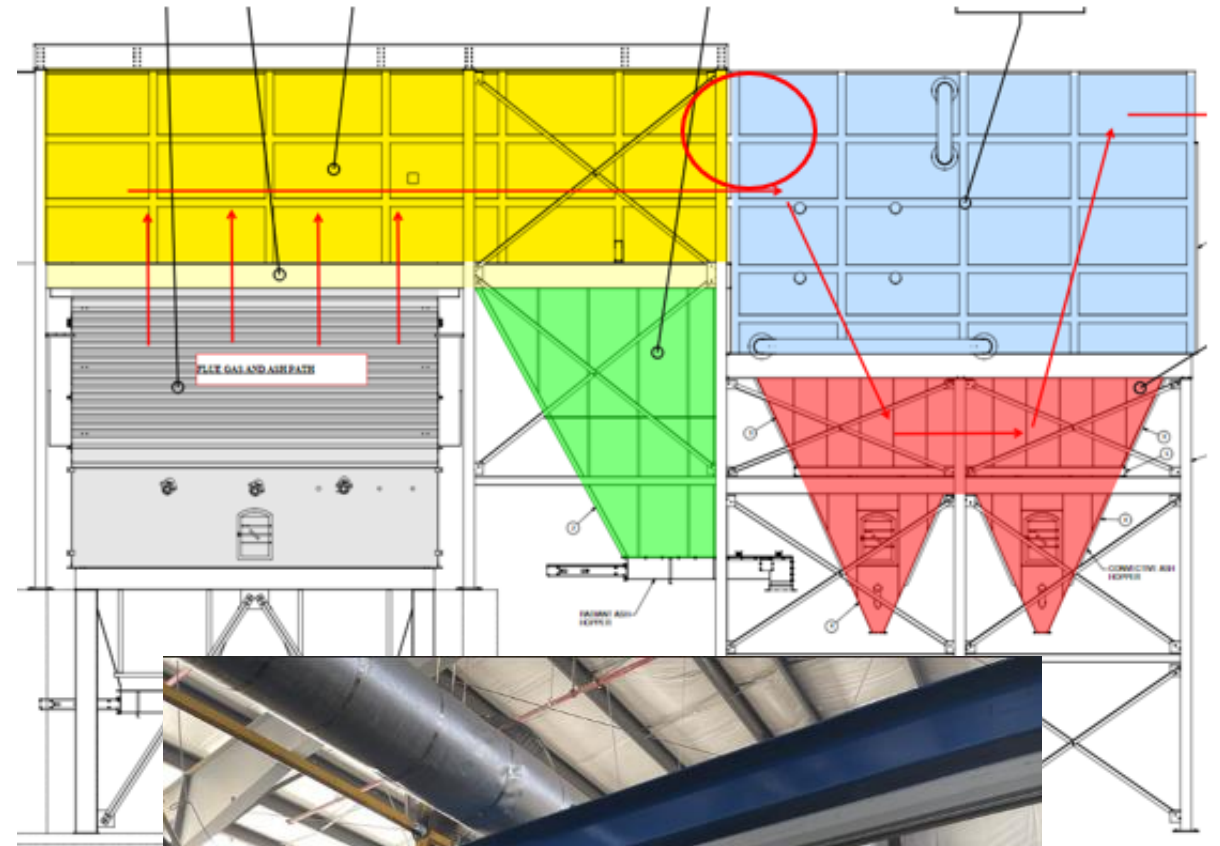 FLUE GAS AND ASH PATH
RADIANT ASH
HOPPER
CONVECTIVE ASH
HOPPER